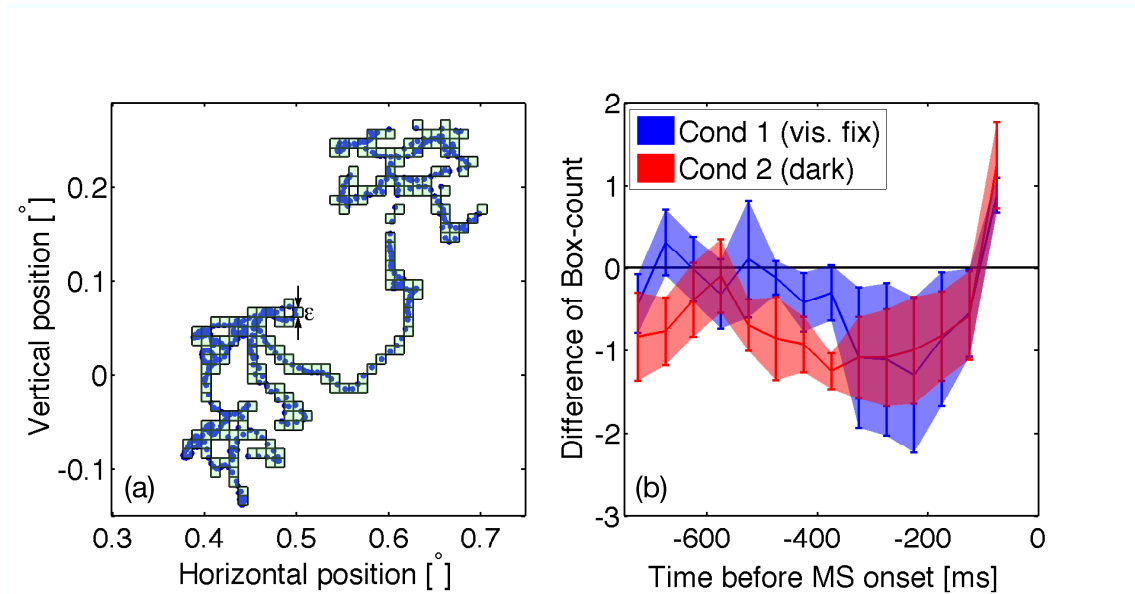 0.2
0.1
0
-0.1
Vertical position [°]
ε
(a)
0.3 0.4 0.5 0.6 0.7
Horizontal position [°]
2
1
0
-1
-2
-3
Difference of Box-count
Cond 1 (vis. fix)
Cond 2 (dark)
(b)
-600 -400 -200 0
Time before MS onset [ms]